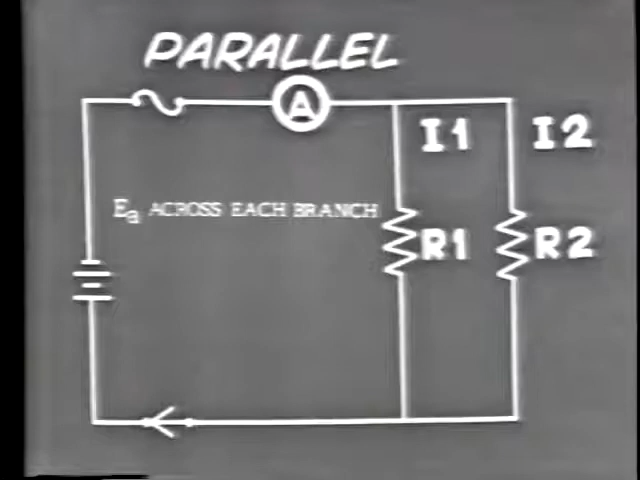 PARALLEL
A
I1 I2
Ea ACROSS EACH BRANCH
R1 R2